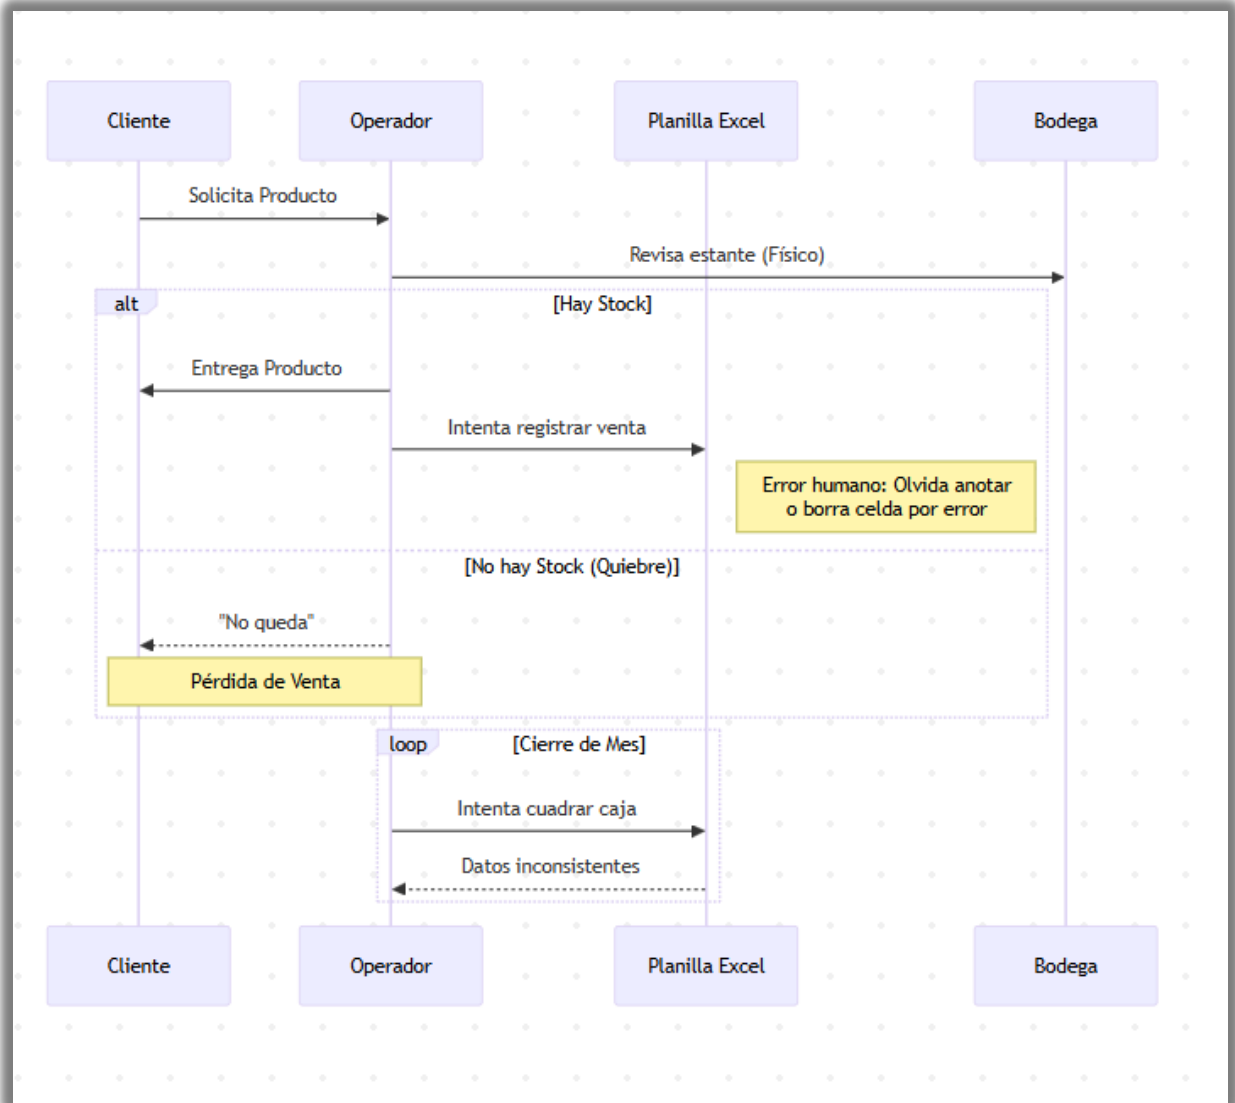 Cliente
Operador
Planilla Excel
Bodega
Solicita Producto
Revisa estante (Físico)
alt
[Hay Stock]
Entrega Producto
Intenta registrar venta
Error humano: Olvida anotar
o borra celda por error
[No hay Stock (Quiebre)]
"No queda"
Pérdida de Venta
loop
[Cierre de Mes]
Intenta cuadrar caja
Datos inconsistentes
Cliente
Operador
Planilla Excel
Bodega